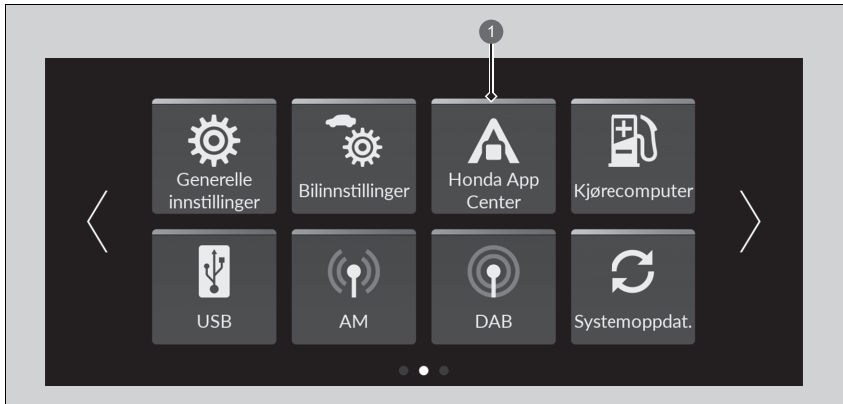 1
Generelle
innstillinger
Bilinnstillinger
Honda App
Center
Kjørecomputer
USB
AM
DAB
Systemoppdat.